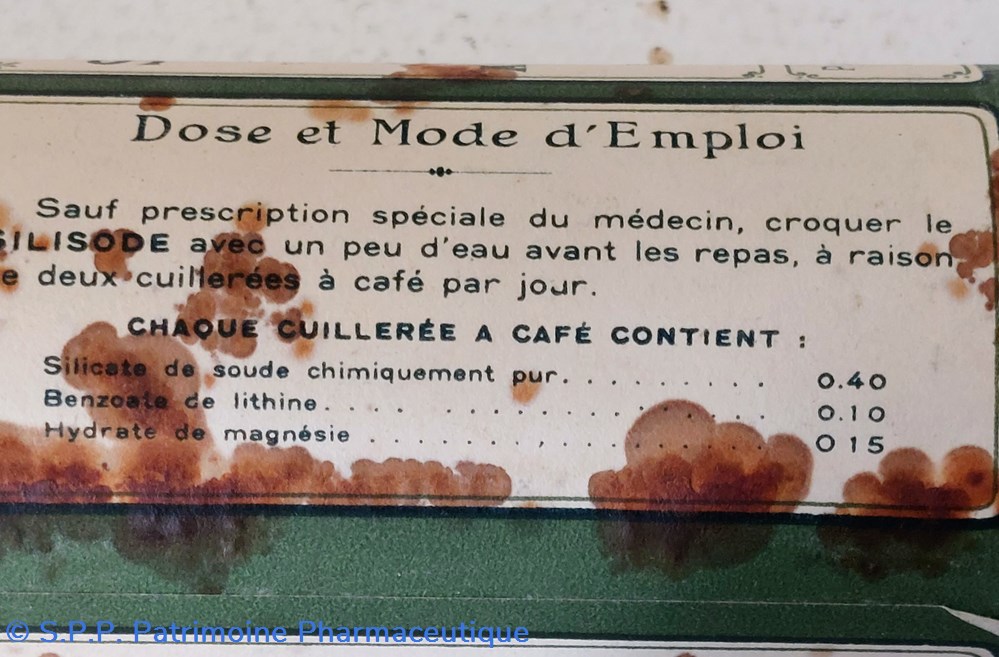 Dose et Mode d'Emploi
Sauf prescription spéciale du médecin, croquer le
SILISODE avec un peu d'eau avant les repas, à raison
e deux cuillerées à café par jour.
CHAQUE CUILLERÉE A CAFÉ CONTIENT :
Silicate de soude chimiquement pur. . . . . . . . . . 0.40
Benzoate de lithine. . . . . . . . . . . . . . . . . 0.10
Hydrate de magnésie . . . . . . . . . . . . . . . 0 15
© S.P.P. Patrimoine Pharmaceutique